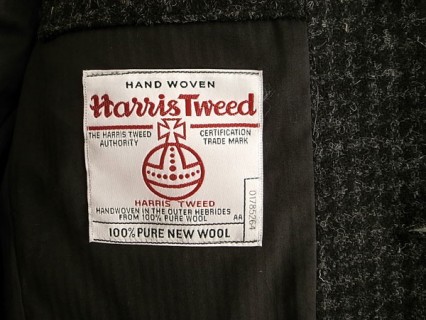 HAND WOVEN
Harris Tweed
THE HARRIS TWEED AUTHORITY
CERTIFICATION TRADE MARK
HARRIS TWEED
HANDWOVEN IN THE OUTER HEBRIDES
FROM 100% PURE WOOL
AA
01785264
100% PURE NEW WOOL